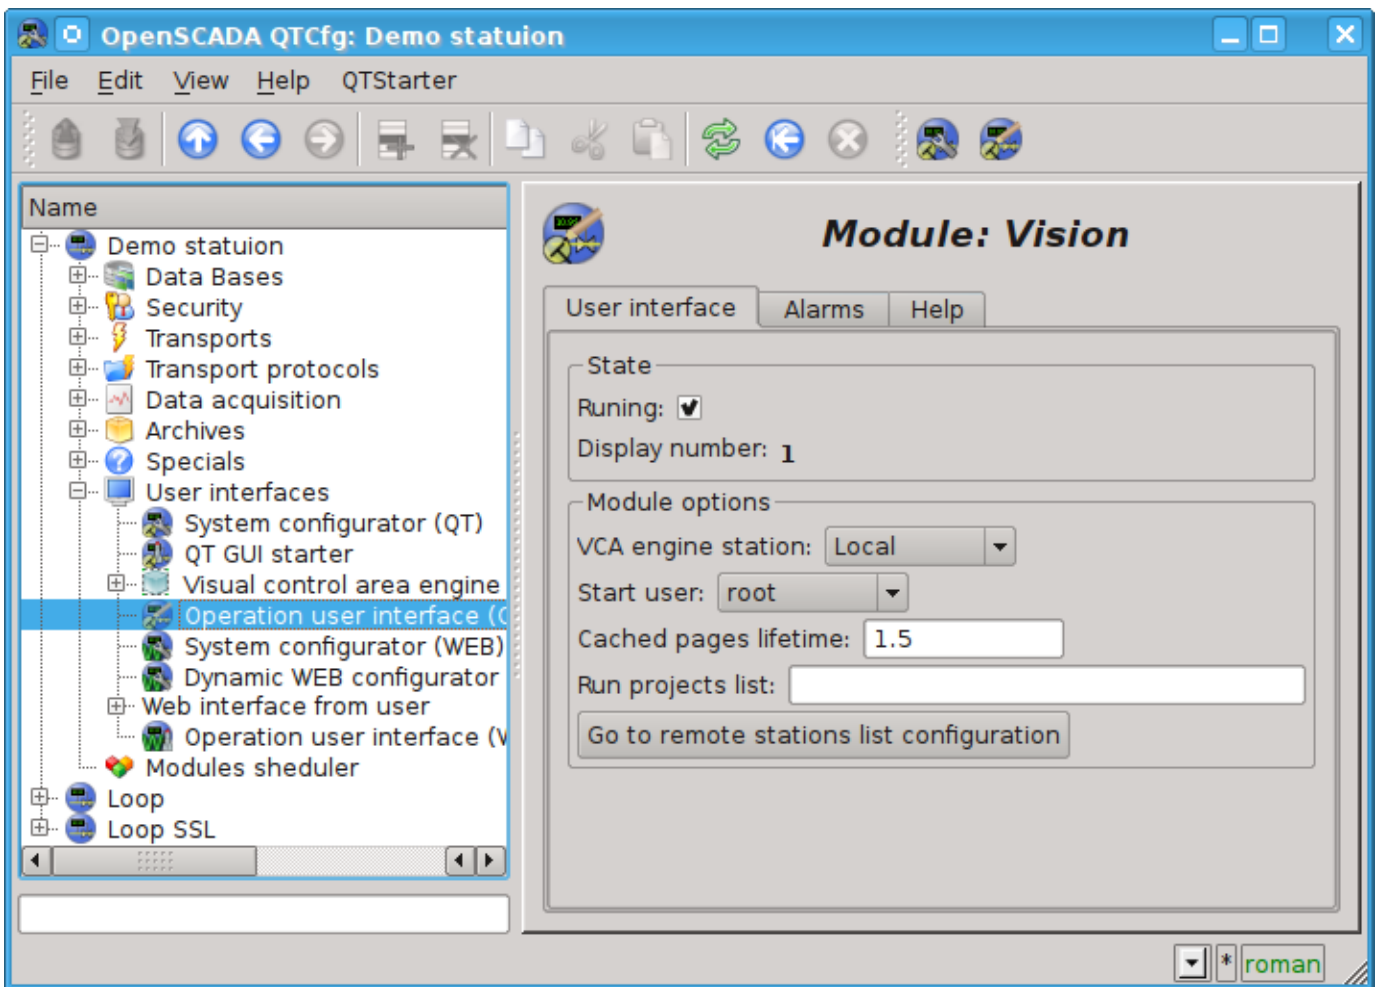 OpenSCADA QTCfg: Demo statuion
File Edit View Help QTStarter
Name
Demo statuion
Data Bases
Security
Transports
Transport protocols
Data acquisition
Archives
Specials
User interfaces
System configurator (QT)
QT GUI starter
Visual control area engine
Operation user interface (
System configurator (WEB)
Dynamic WEB configurator
Web interface from user
Operation user interface (
Modules sheduler
Loop
Loop SSL
Module: Vision
User interface Alarms Help
State
Runing:
Display number: 1
Module options
VCA engine station: Local
Start user: root
Cached pages lifetime: 1.5
Run projects list:
Go to remote stations list configuration
* roman